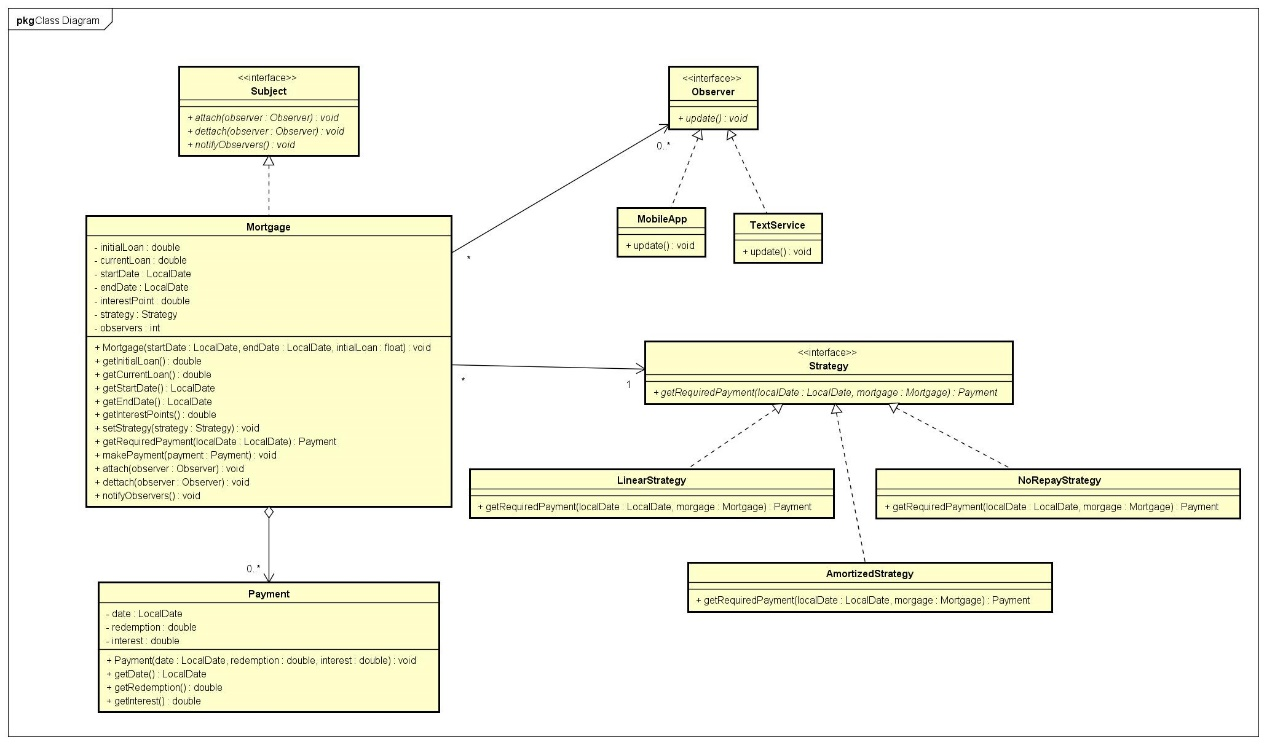 pkg Class Diagram
<<interface>>
Subject
+ attach(observer : Observer) : void
+ dettach(observer : Observer) : void
+ notifyObservers() : void
<<interface>>
Observer
+ update() : void
0..*
*
MobileApp
+ update() : void
TextService
+ update() : void
Mortgage
- initialLoan : double
- currentLoan : double
- startDate : LocalDate
- endDate : LocalDate
- interestPoint : double
- strategy : Strategy
- observers : int
+ Mortgage(startDate : LocalDate, endDate : LocalDate, intialLoan : float) : void
+ getInitialLoan() : double
+ getCurrentLoan() : double
+ getStartDate() : LocalDate
+ getEndDate() : LocalDate
+ getInterestPoints() : double
+ setStrategy(strategy : Strategy) : void
+ getRequiredPayment(localDate : LocalDate) : Payment
+ makePayment(payment : Payment) : void
+ attach(observer : Observer) : void
+ dettach(observer : Observer) : void
+ notifyObservers() : void
*
1
<<interface>>
Strategy
+ getRequiredPayment(localDate : LocalDate, mortgage : Mortgage) : Payment
LinearStrategy
+ getRequiredPayment(localDate : LocalDate, morgage : Mortgage) : Payment
NoRepayStrategy
+ getRequiredPayment(localDate : LocalDate, morgage : Mortgage) : Payment
AmortizedStrategy
+ getRequiredPayment(localDate : LocalDate, morgage : Mortgage) : Payment
0..*
Payment
- date : LocalDate
- redemption : double
- interest : double
+ Payment(date : LocalDate, redemption : double, interest : double) : void
+ getDate() : LocalDate
+ getRedemption() : double
+ getInterest() : double